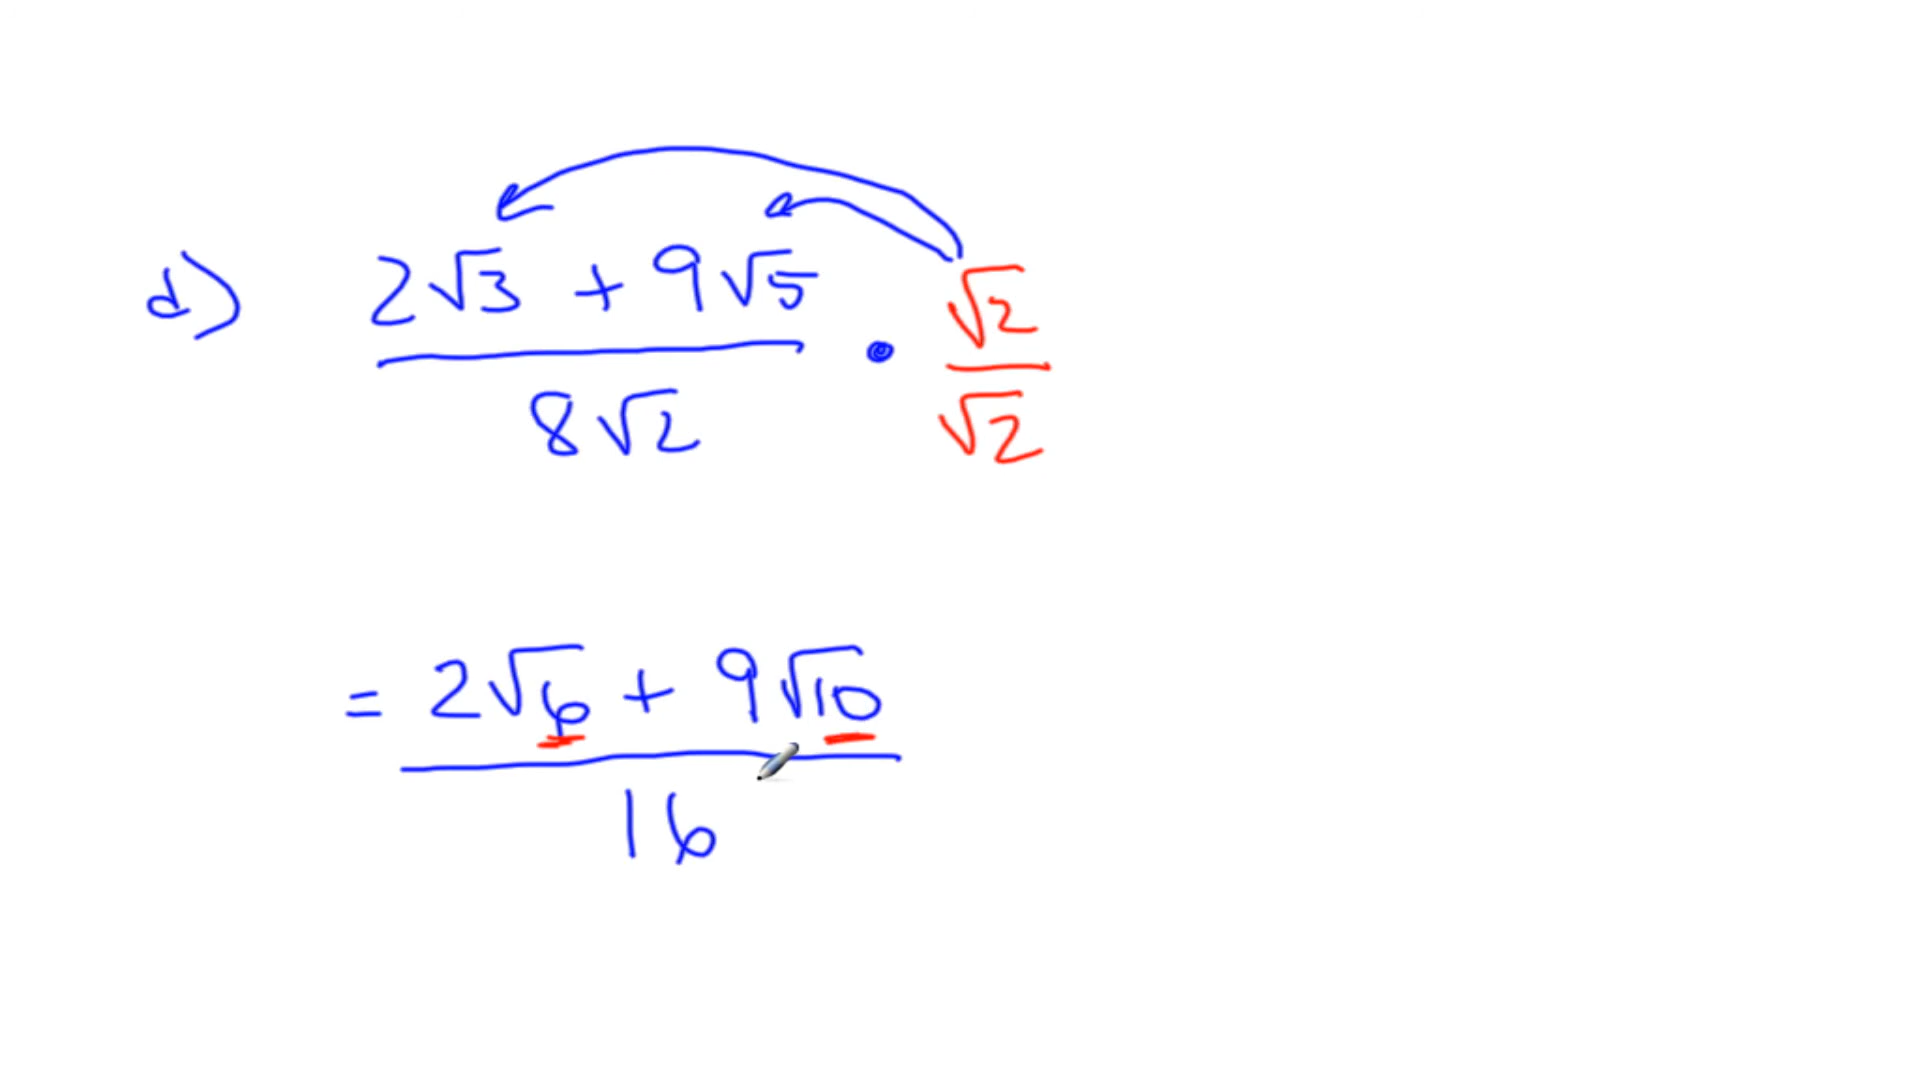 d) (2√3 + 9√5)/(8√2) • √2/√2
= (2√6 + 9√10)/16